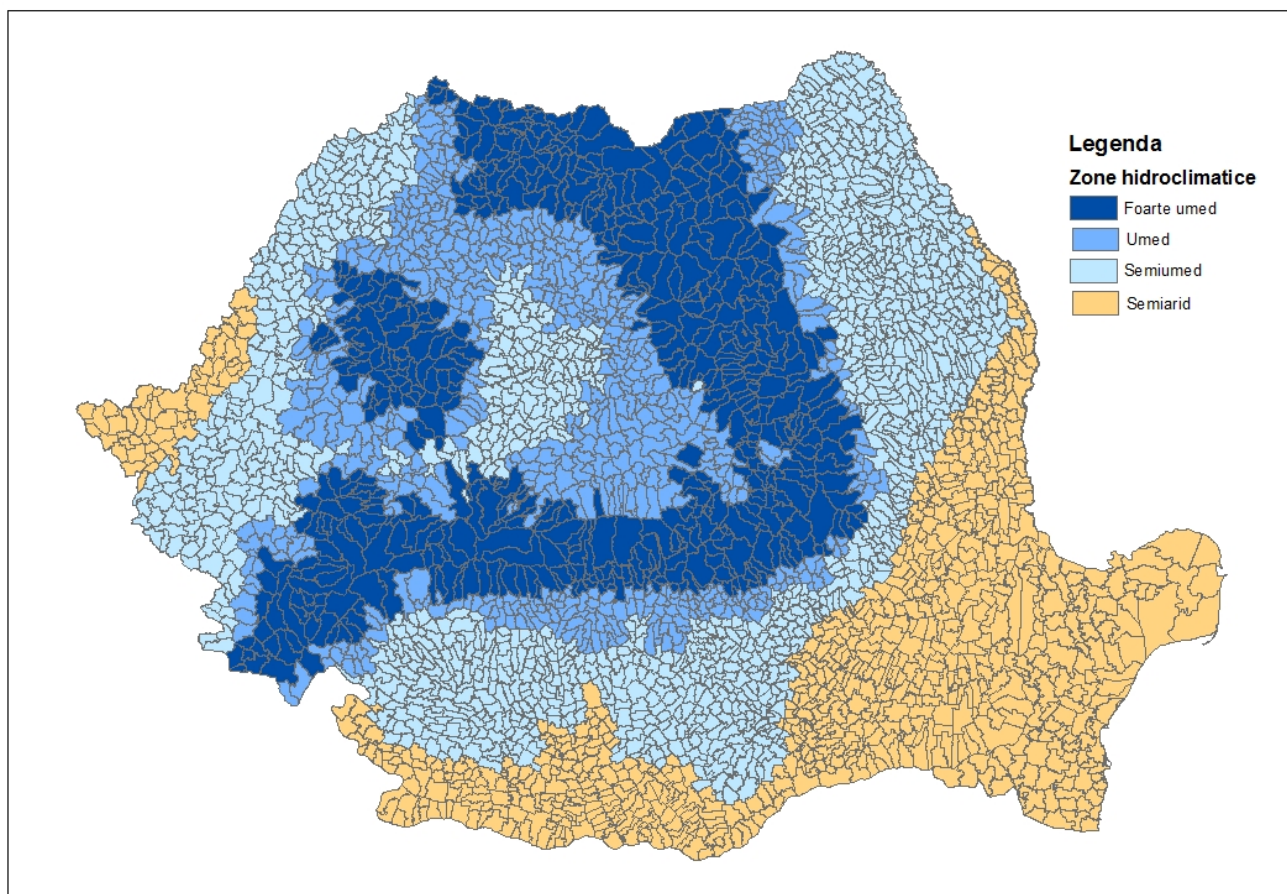 Legenda
Zone hidroclimatice
Foarte umed
Umed
Semiumed
Semiarid